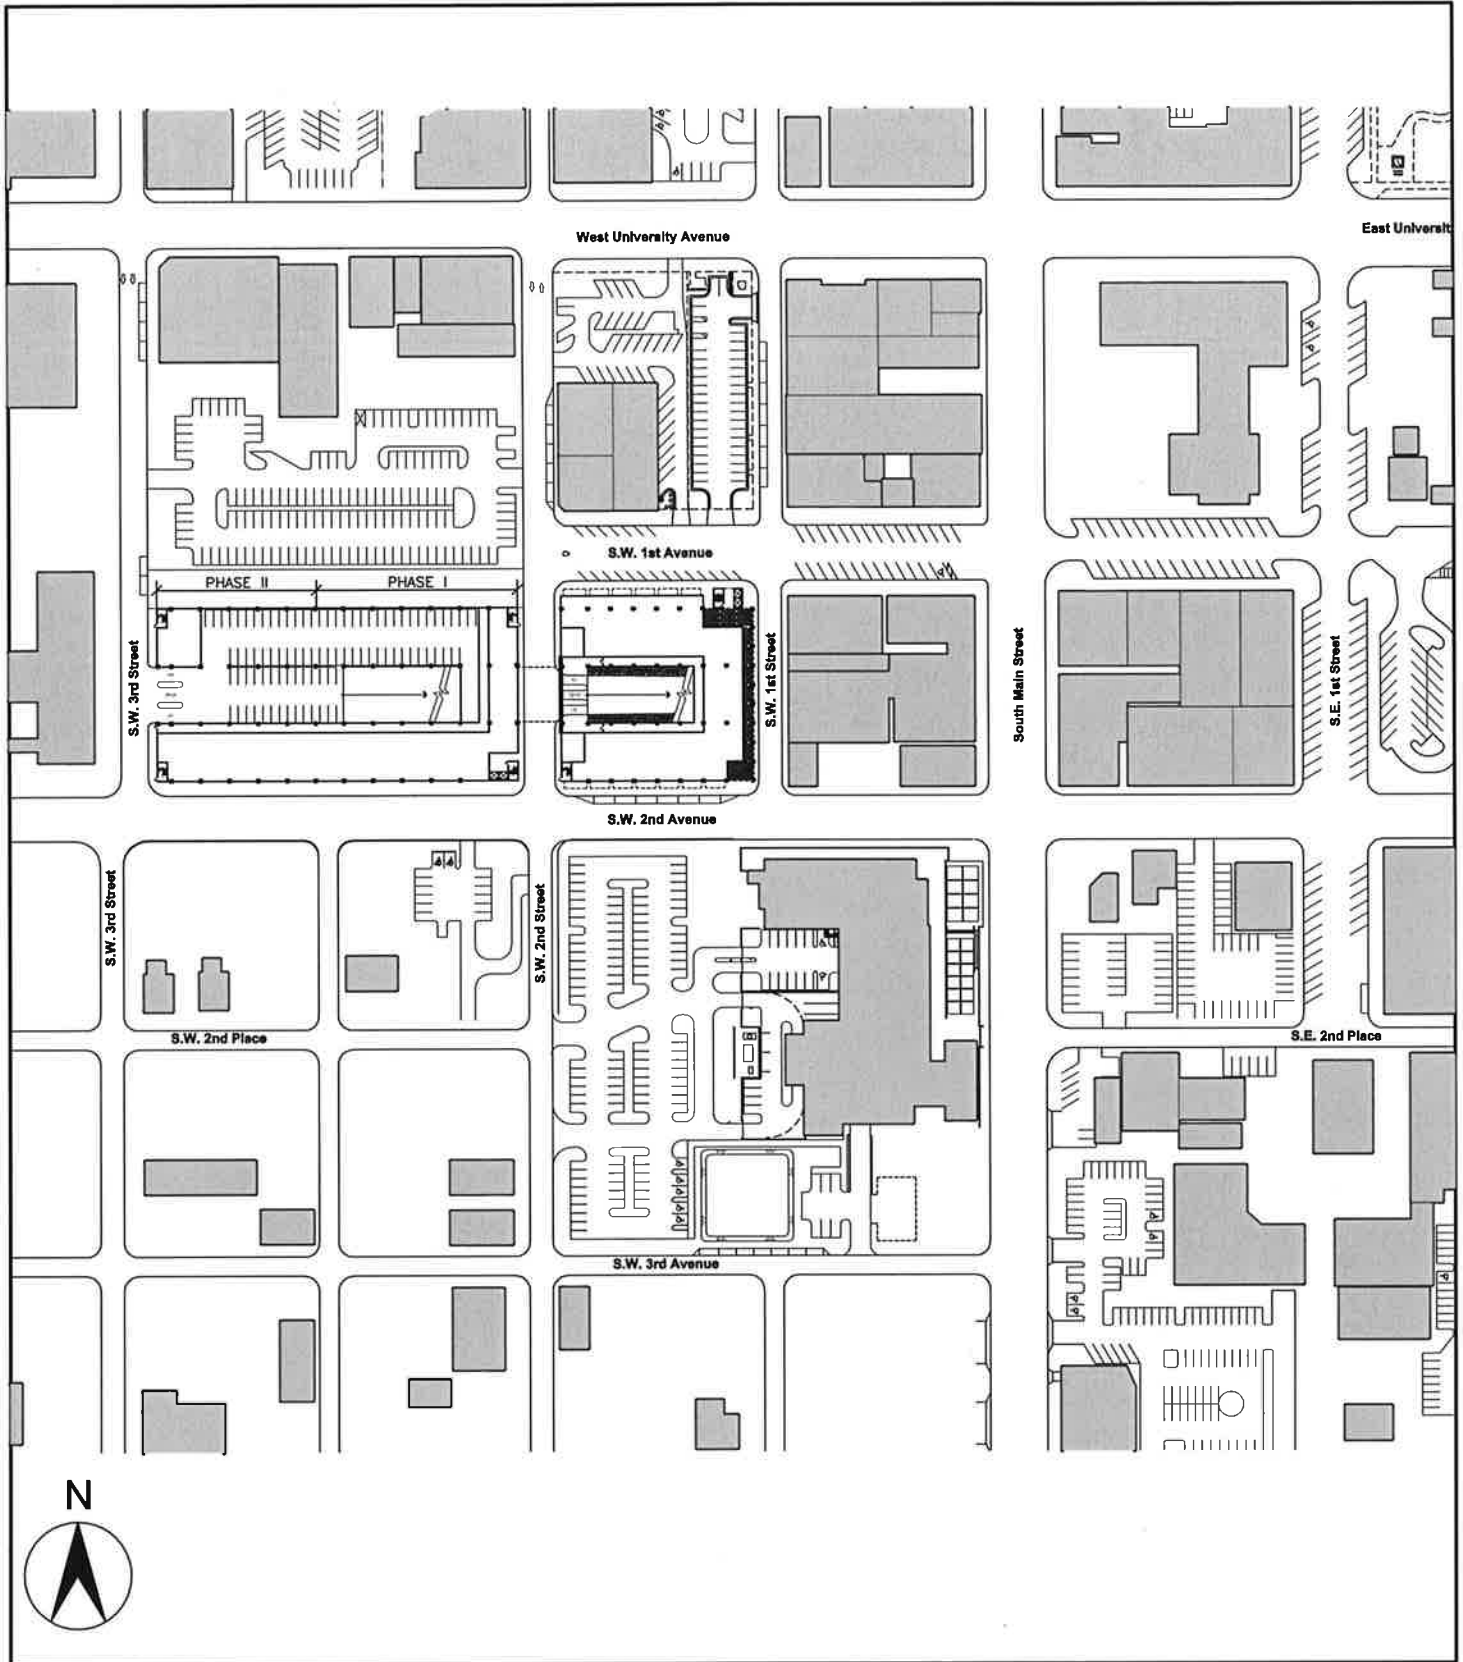 West University Avenue
East Universit
S.W. 1st Avenue
PHASE II
PHASE I
S.W. 3rd Street
S.W. 1st Street
South Main Street
S.E. 1st Street
S.W. 2nd Avenue
S.W. 3rd Street
S.W. 2nd Street
S.W. 2nd Place
S.E. 2nd Place
S.W. 3rd Avenue
N